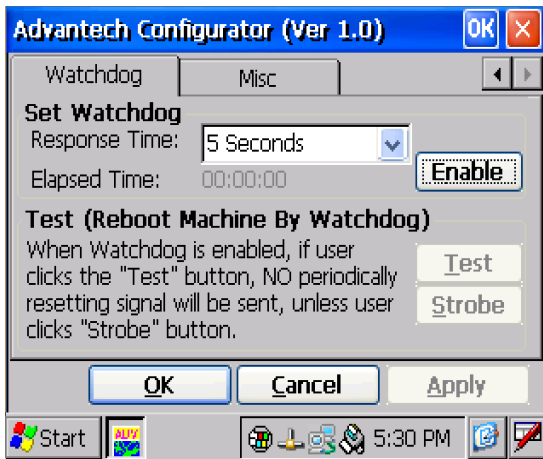 Advantech Configurator (Ver 1.0) OK
Watchdog Misc
Set Watchdog
Response Time: 5 Seconds
Elapsed Time: 00:00:00 Enable
Test (Reboot Machine By Watchdog)
When Watchdog is enabled, if user
clicks the "Test" button, NO periodically
resetting signal will be sent, unless user
clicks "Strobe" button.
Test
Strobe
OK Cancel Apply
Start AUV 5:30 PM